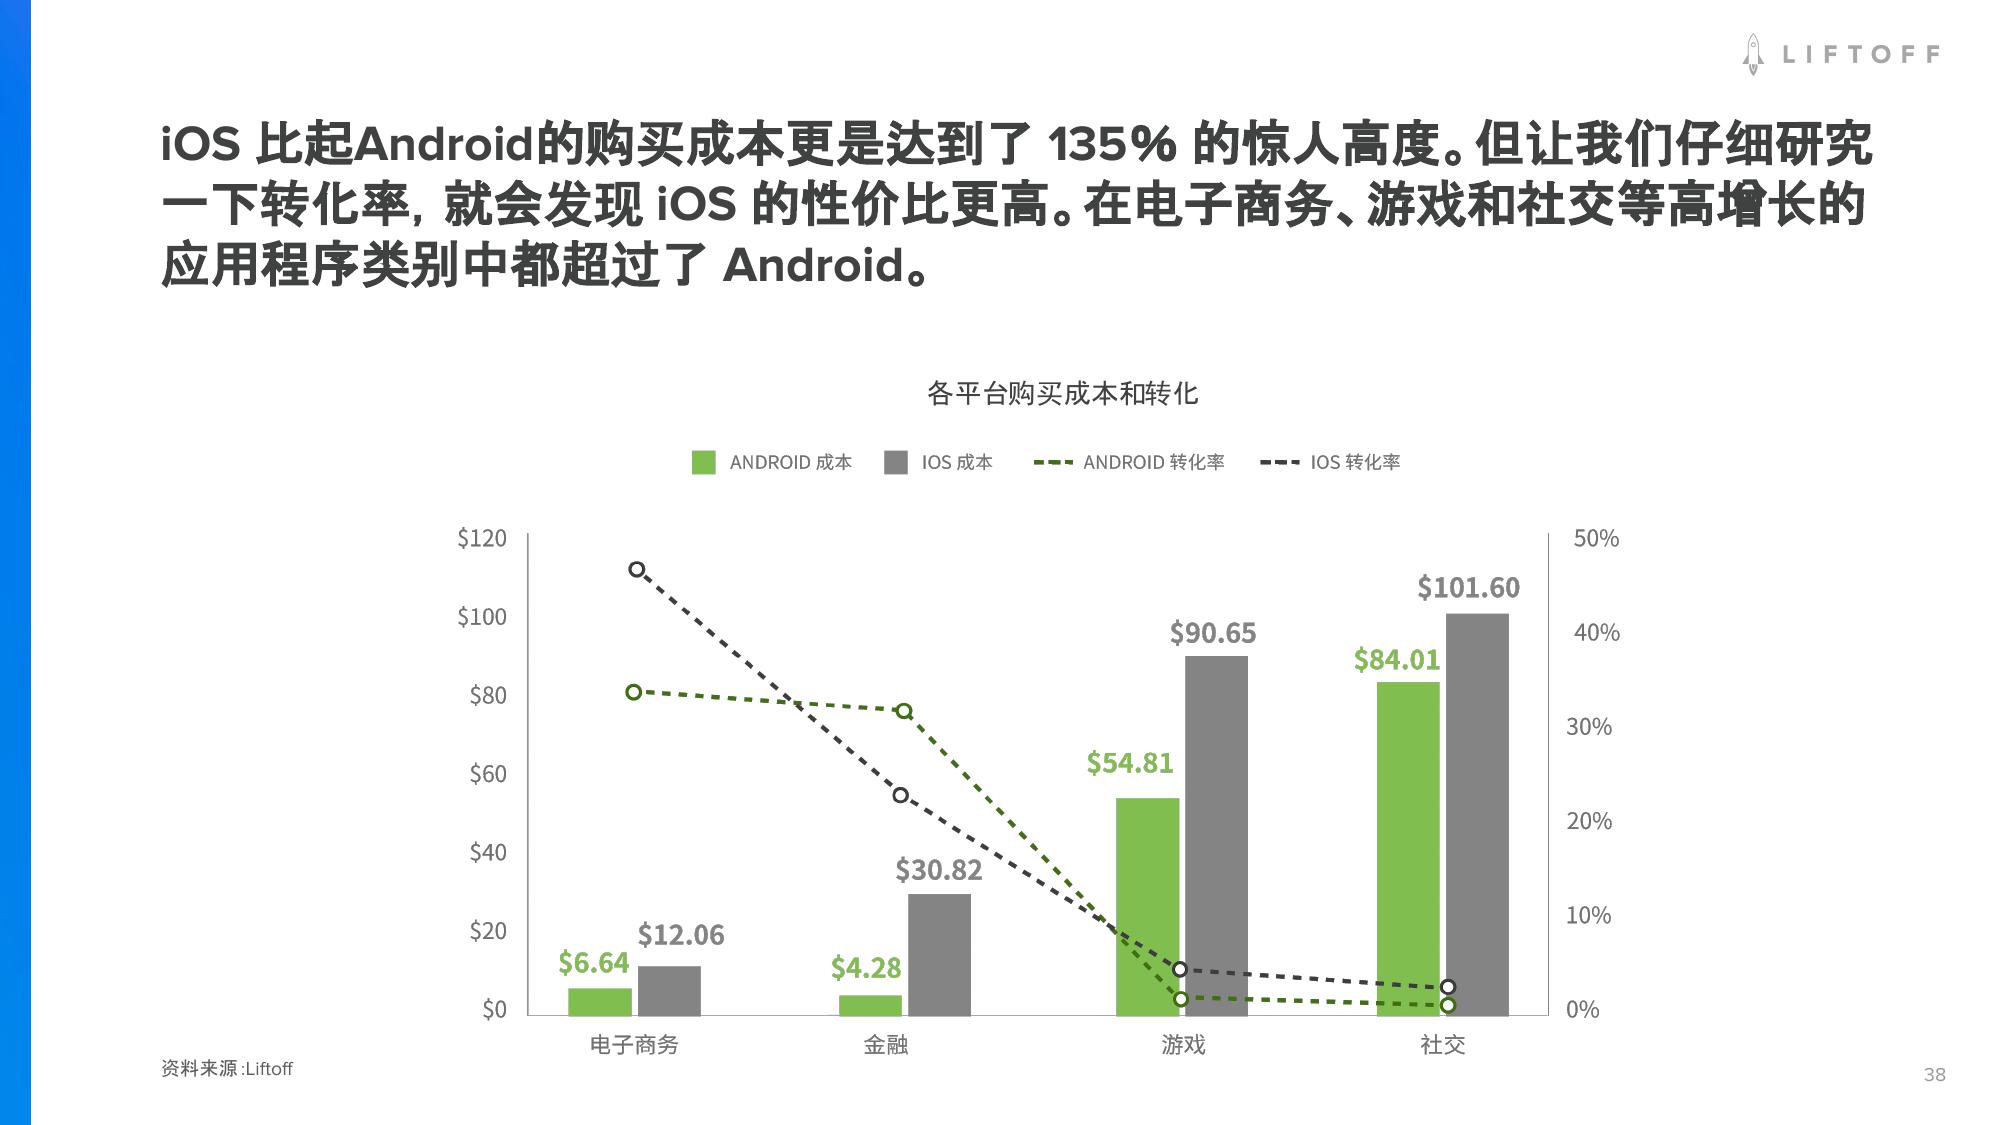 LIFTOFF
iOS 比起Android的购买成本更是达到了 135% 的惊人高度。但让我们仔细研究
一下转化率, 就会发现 iOS 的性价比更高。在电子商务、游戏和社交等高增长的
应用程序类别中都超过了 Android。
各平台购买成本和转化
ANDROID 成本 IOS 成本 ANDROID 转化率 IOS 转化率
$120
$100
$80
$60
$40
$20
$0
50%
40%
30%
20%
10%
0%
$6.64
$12.06
$4.28
$30.82
$54.81
$90.65
$84.01
$101.60
电子商务 金融 游戏 社交
资料来源:Liftoff
38